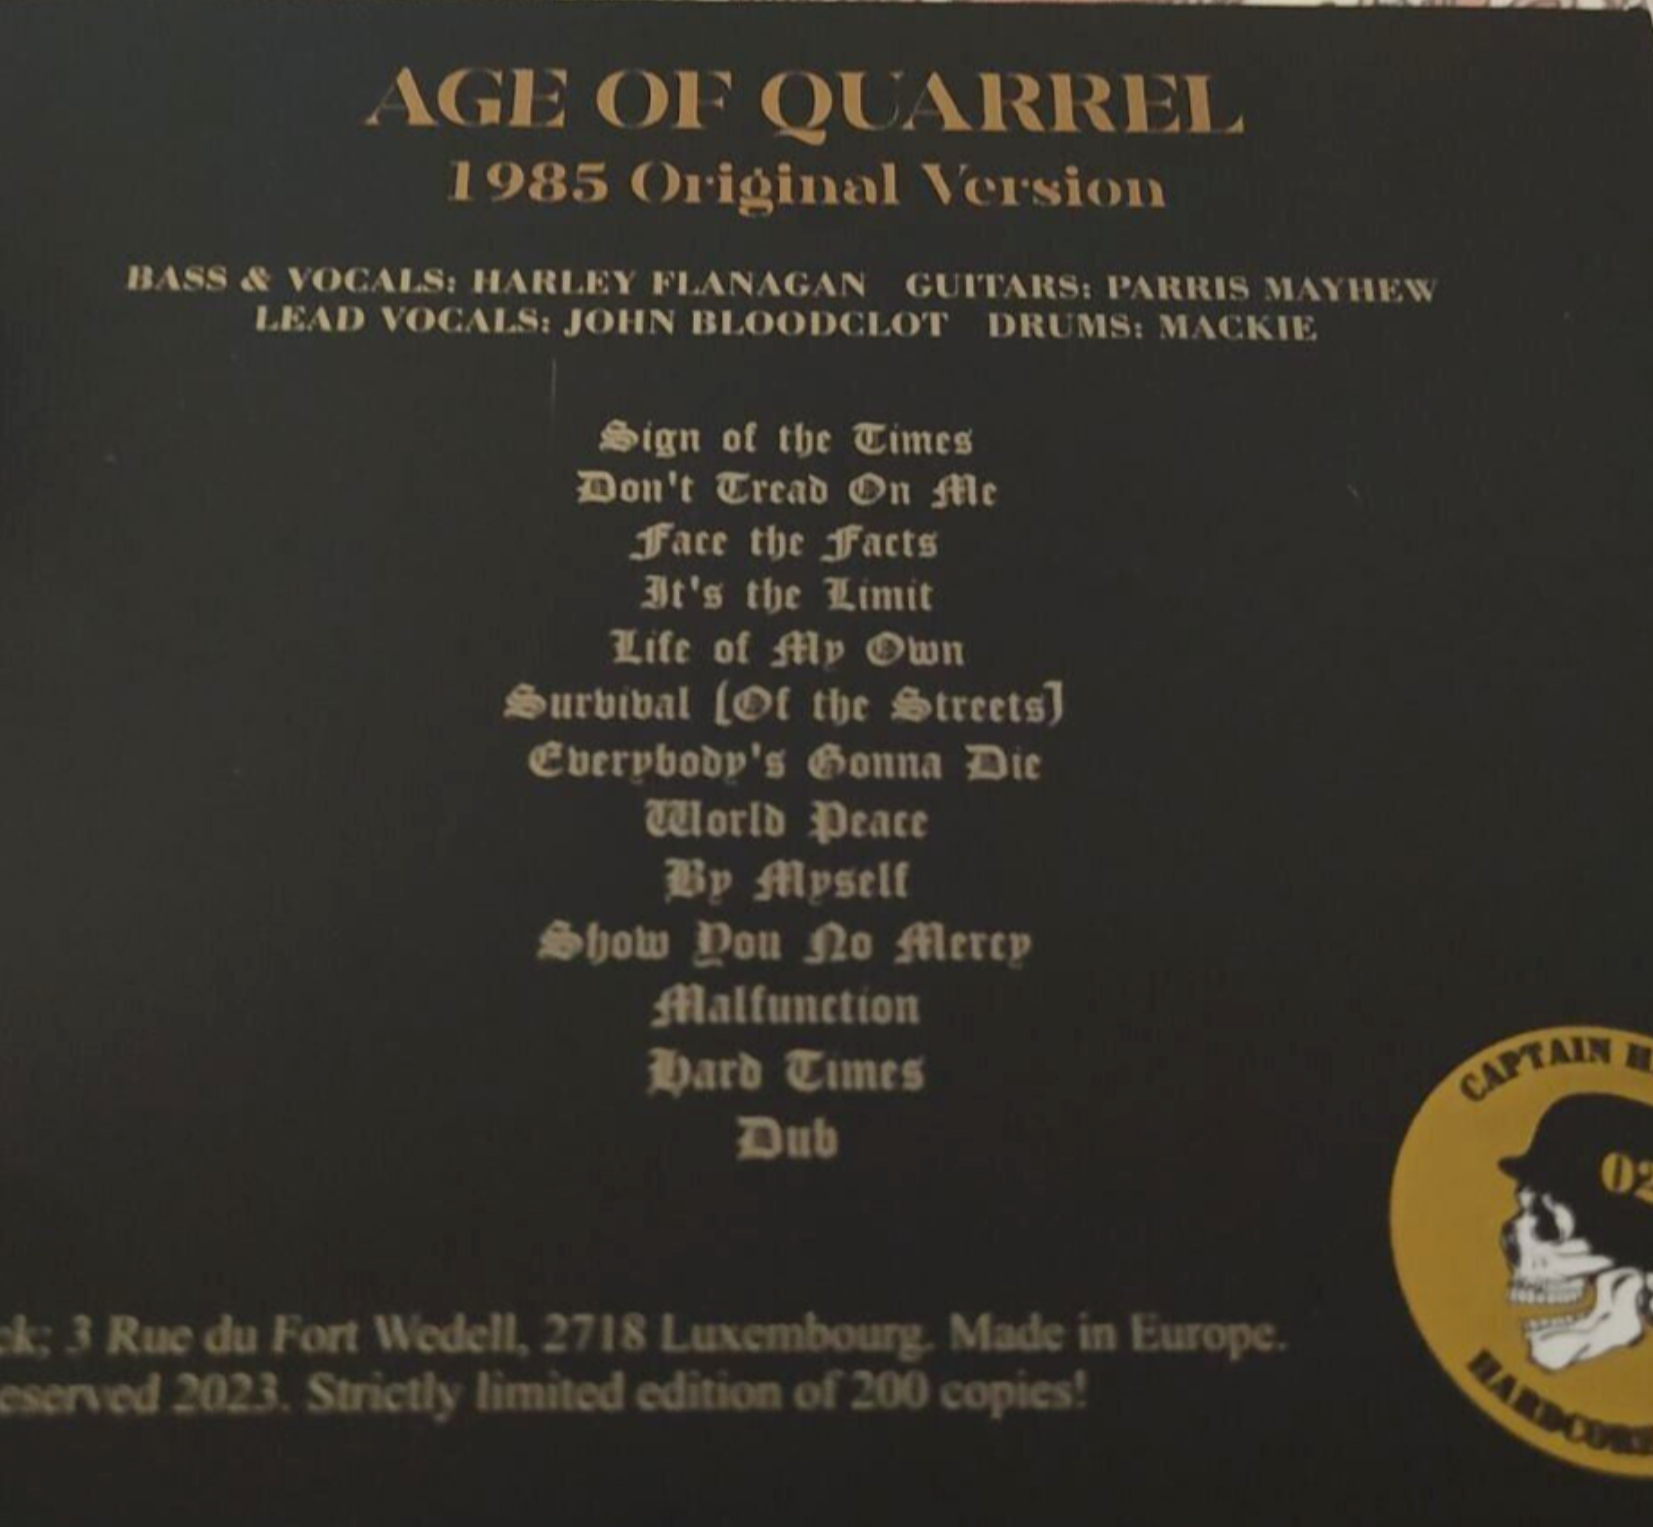 AGE OF QUARREL
1985 Original Version
BASS & VOCALS: HARLEY FLANAGAN GUITARS: PARRIS MAYHEW
LEAD VOCALS: JOHN BLOODCLOT DRUMS: MACKIE
Sign of the Times
Don't Tread On Me
Face the Facts
It's the Limit
Life of My Own
Survival [Of the Streets]
Everybody's Gonna Die
World Peace
By Myself
Show You No Mercy
Malfunction
Hard Times
Dub
CAPTAIN
02
HARDCOR
ck; 3 Rue du Fort Wedell, 2718 Luxembourg. Made in Europe.
eserved 2023. Strictly limited edition of 200 copies!